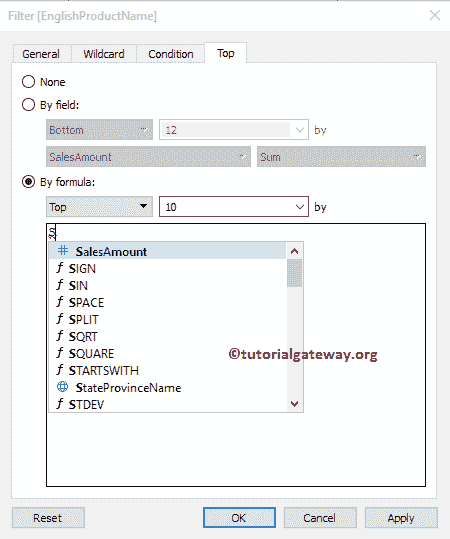 Filter [EnglishProductName]
General Wildcard Condition Top
None
By field:
Bottom 12 by
SalesAmount Sum
By formula:
Top 10 by
S
# SalesAmount
f SIGN
f SIN
f SPACE
f SPLIT
f SQRT
f SQUARE
f STARTSWITH
StateProvinceName
f STDEV
©tutorialgateway.org
Reset OK Cancel Apply